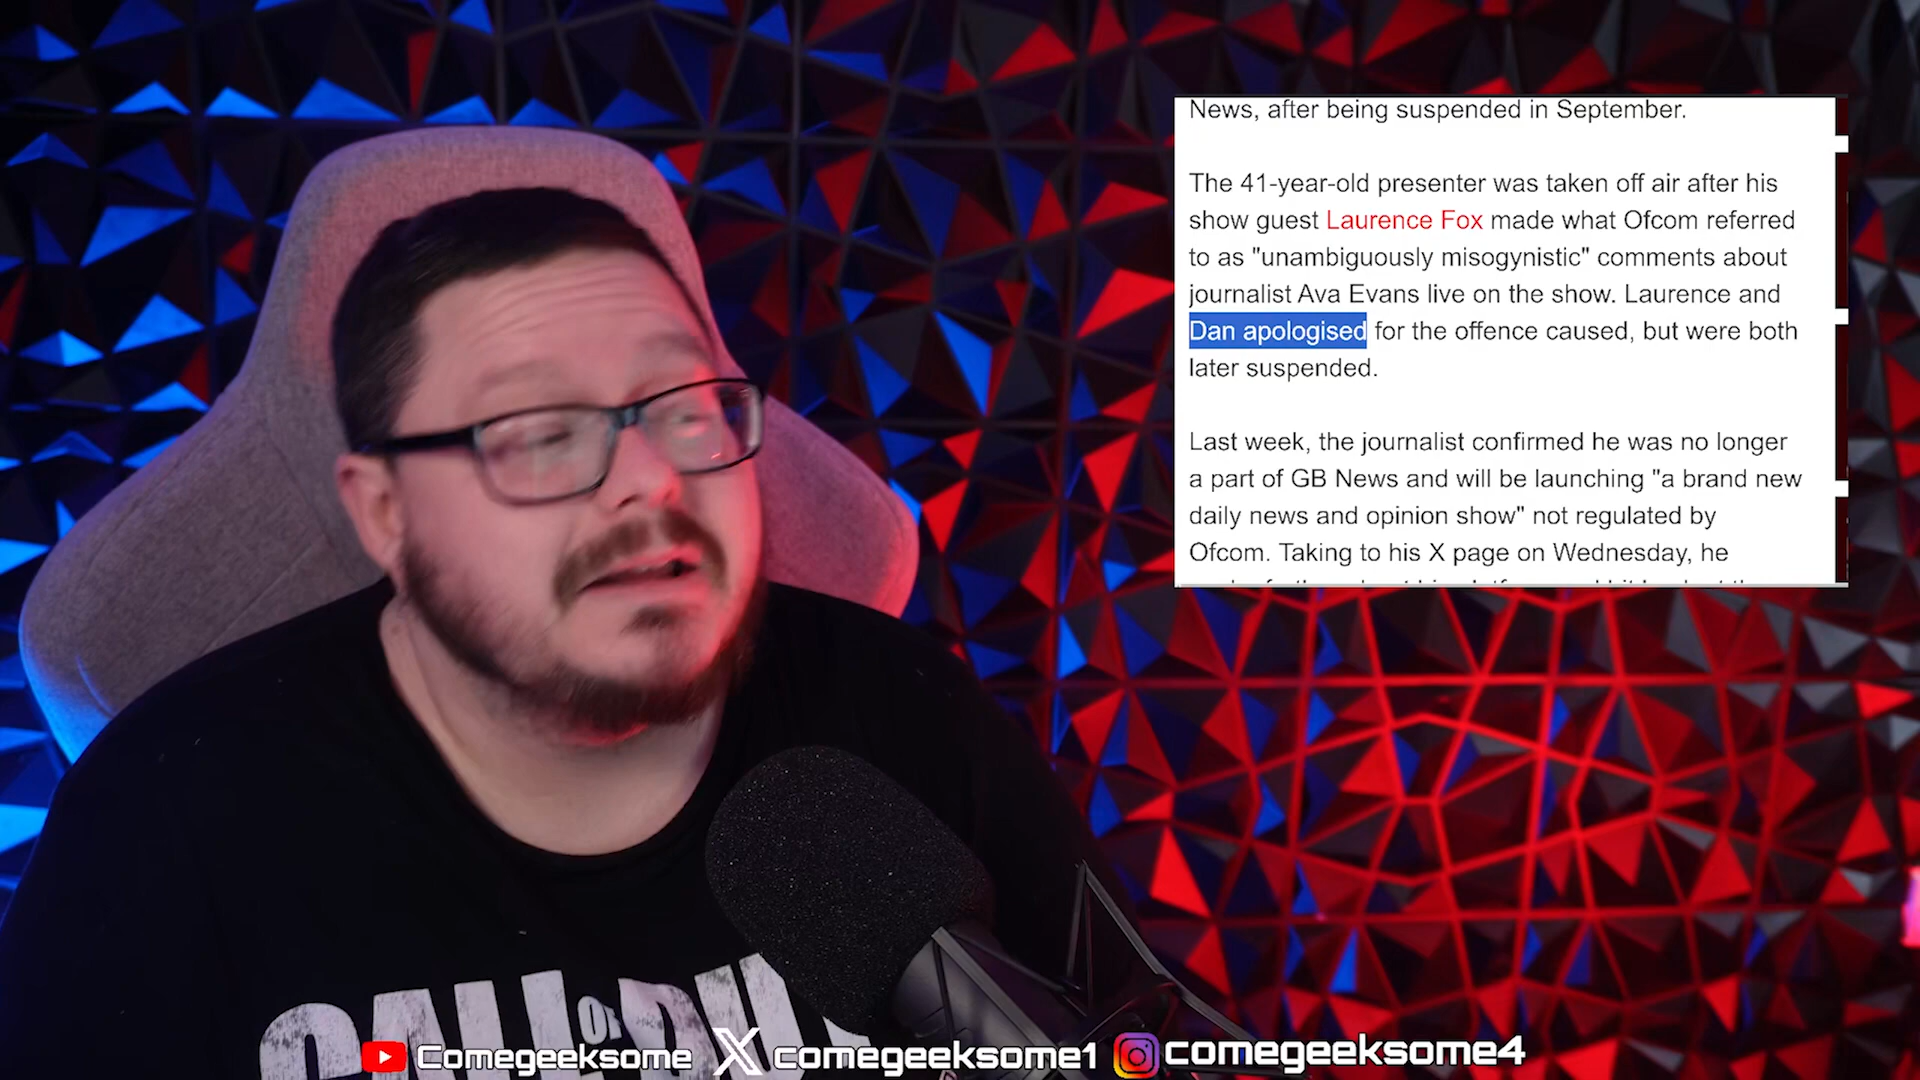 News, after being suspended in September.
The 41-year-old presenter was taken off air after his
show guest Laurence Fox made what Ofcom referred
to as "unambiguously misogynistic" comments about
journalist Ava Evans live on the show. Laurence and
Dan apologised for the offence caused, but were both
later suspended.
Last week, the journalist confirmed he was no longer
a part of GB News and will be launching "a brand new
daily news and opinion show" not regulated by
Ofcom. Taking to his X page on Wednesday, he
CALL OF DU
Comegeeksome
comegeeksome1
comegeeksome4